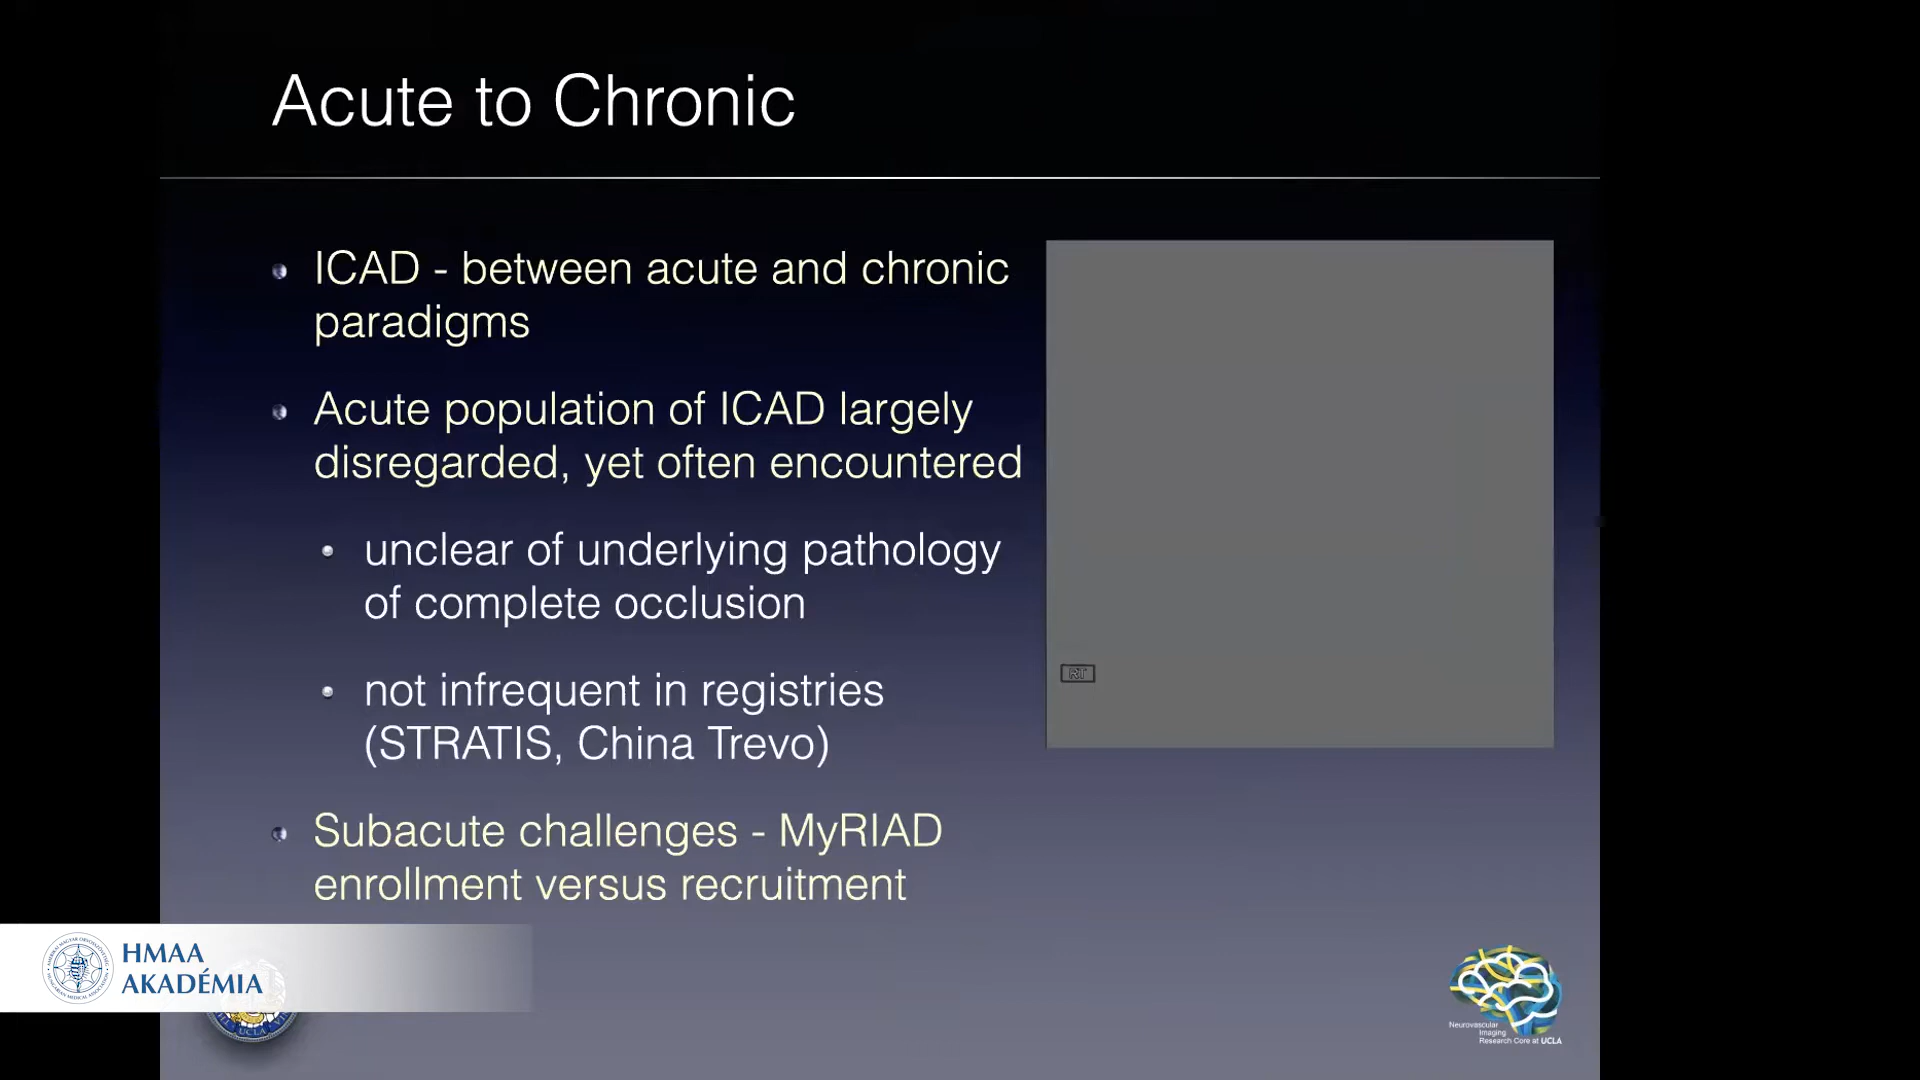 Acute to Chronic
ICAD - between acute and chronic
paradigms
Acute population of ICAD largely
disregarded, yet often encountered
unclear of underlying pathology
of complete occlusion
not infrequent in registries
(STRATIS, China Trevo)
Subacute challenges - MyRIAD
enrollment versus recruitment
RT
HMAA
AKADÉMIA
UCLA
Neurovascular
Imaging
Research Core at UCLA